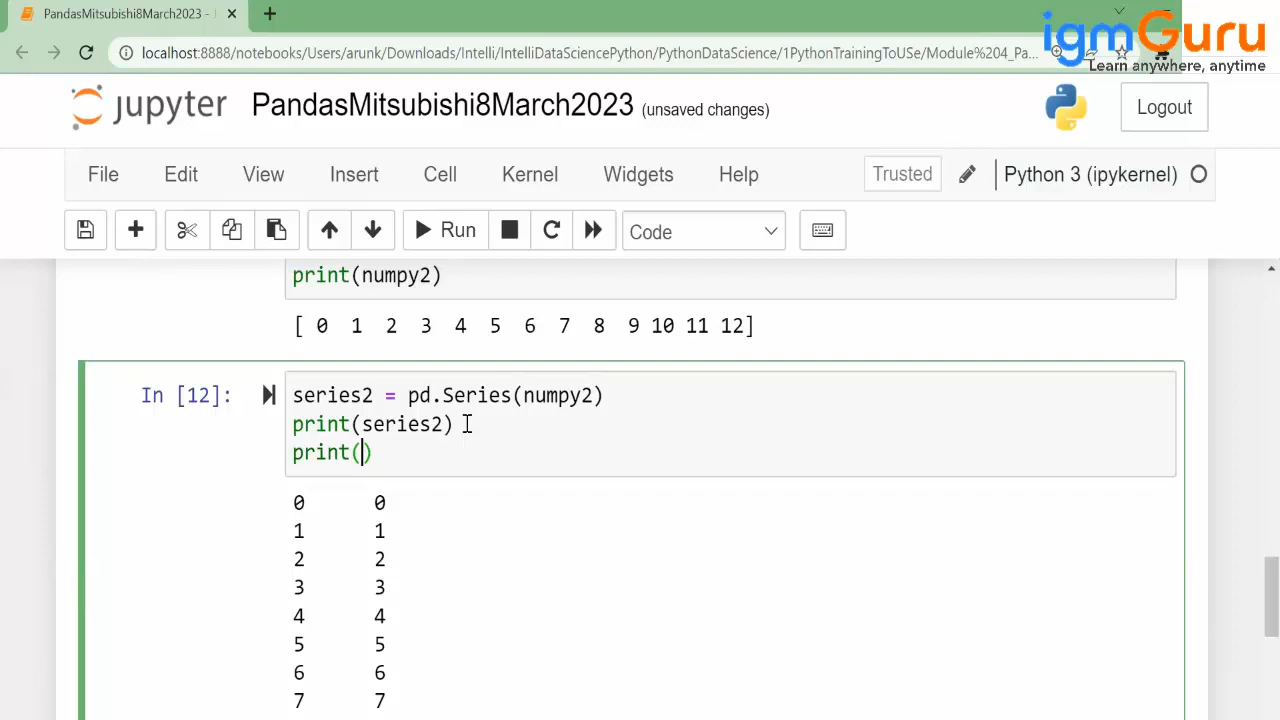 PandasMitsubishi8March2023 -
igmGuru
Learn anywhere, anytime
localhost:8888/notebooks/Users/arunk/Downloads/Intelli/IntelliDataSciencePython/PythonDataScience/1PythonTrainingToUSe/Module%204_Pa...
jupyter PandasMitsubishi8March2023 (unsaved changes) Logout
File Edit View Insert Cell Kernel Widgets Help Trusted Python 3 (ipykernel)
Run Code
print(numpy2)
[ 0 1 2 3 4 5 6 7 8 9 10 11 12]
In [12]: series2 = pd.Series(numpy2)
print(series2)
print()
0 0
1 1
2 2
3 3
4 4
5 5
6 6
7 7